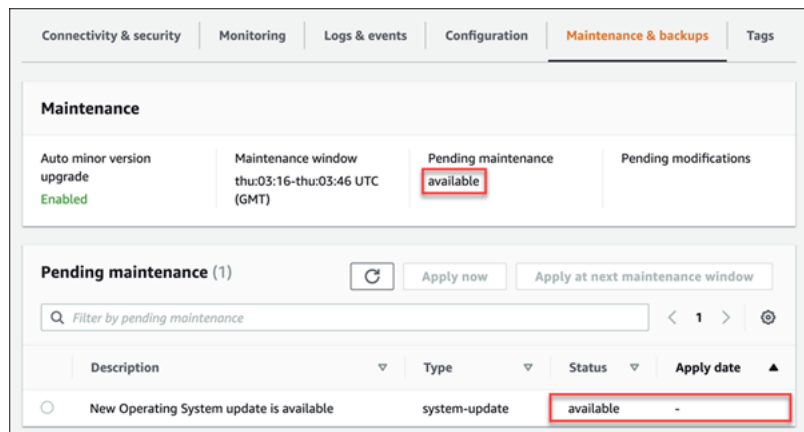 Connectivity & security Monitoring Logs & events Configuration Maintenance & backups Tags
Maintenance
Auto minor version upgrade
Enabled
Maintenance window
thu:03:16-thu:03:46 UTC (GMT)
Pending maintenance
available
Pending modifications
Pending maintenance (1) Apply now Apply at next maintenance window
Filter by pending maintenance 1
Description Type Status Apply date
New Operating System update is available system-update available -